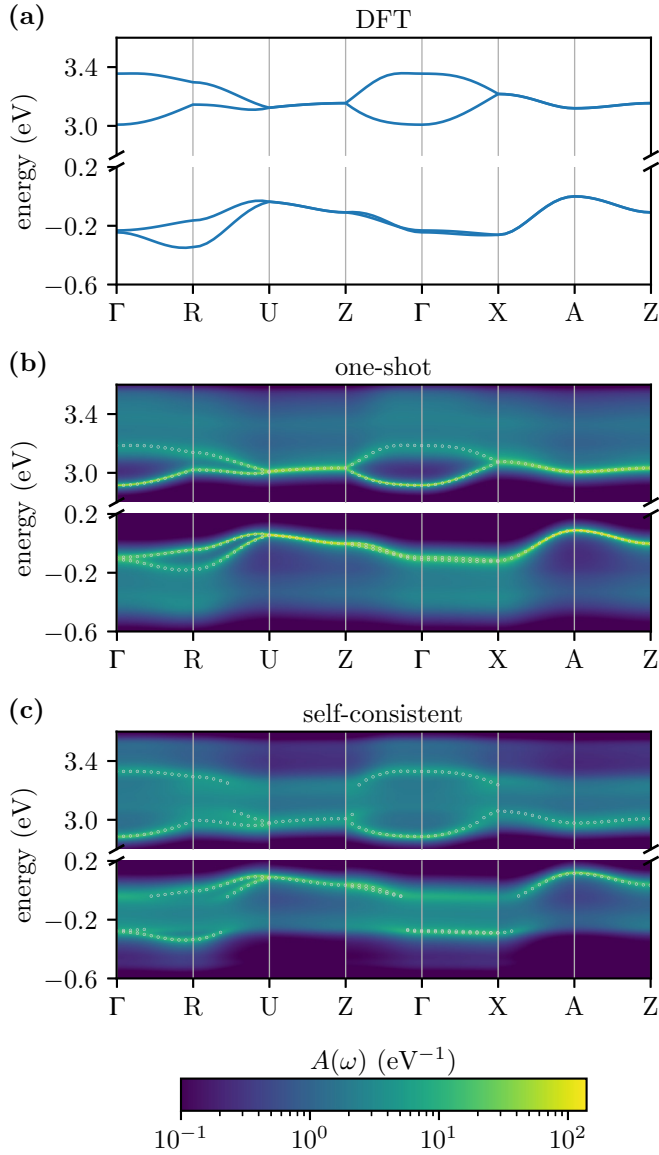 (a)
DFT
energy (eV)
3.4
3.0
0.2
−0.2
−0.6
Γ R U Z Γ X A Z
(b)
one-shot
energy (eV)
3.4
3.0
0.2
−0.2
−0.6
Γ R U Z Γ X A Z
(c)
self-consistent
energy (eV)
3.4
3.0
0.2
−0.2
−0.6
Γ R U Z Γ X A Z
A(ω) (eV⁻¹)
10⁻¹ 10⁰ 10¹ 10²